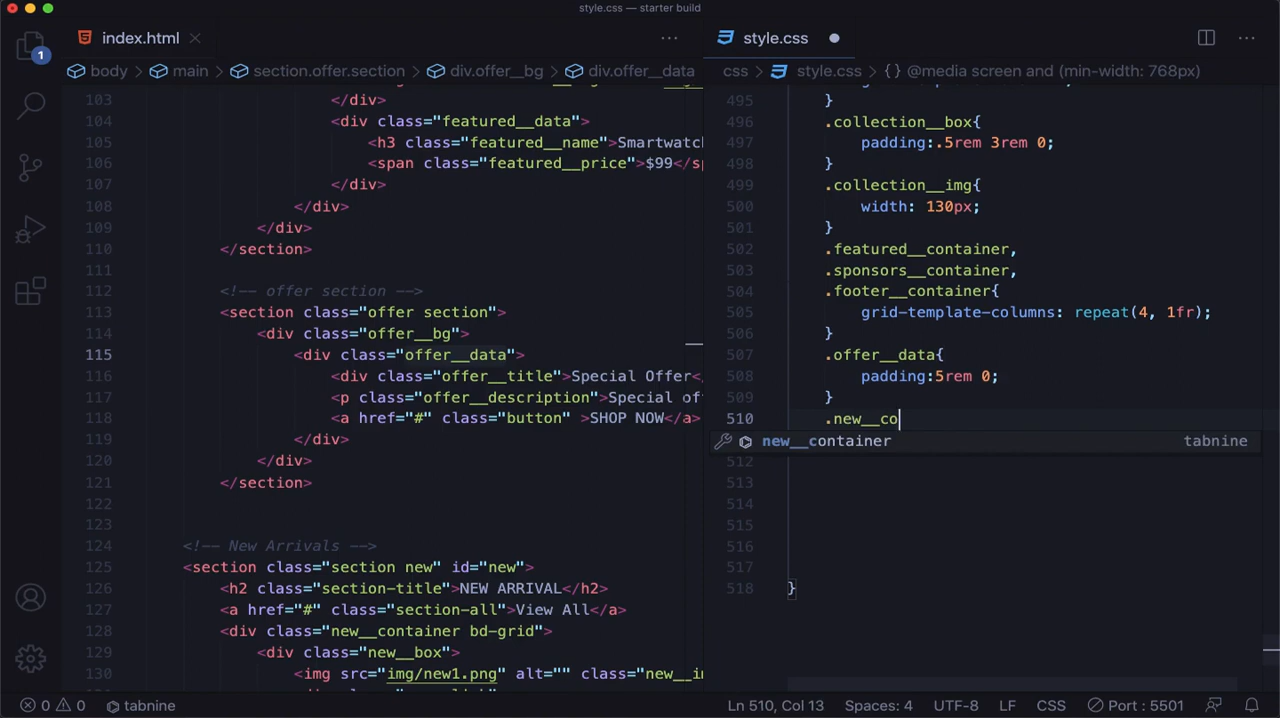 style.css — starter build
index.html
style.css
body > main > section.offer.section > div.offer__bg > div.offer__data
css > style.css > {} @media screen and (min-width: 768px)
1
103 </div>
104 <div class="featured__data">
105 <h3 class="featured__name">Smartwatch
106 <span class="featured__price">$99</sp
107 </div>
108 </div>
109 </div>
110 </section>
111
112 <!-- offer section -->
113 <section class="offer section">
114 <div class="offer__bg">
115 <div class="offer__data">
116 <div class="offer__title">Special Offer</
117 <p class="offer__description">Special of
118 <a href="#" class="button" >SHOP NOW</a>
119 </div>
120 </div>
121 </section>
122
123
124 <!-- New Arrivals -->
125 <section class="section new" id="new">
126 <h2 class="section-title">NEW ARRIVAL</h2>
127 <a href="#" class="section-all">View All</a>
128 <div class="new__container bd-grid">
129 <div class="new__box">
130 <img src="img/new1.png" alt="" class="new__i
495 }
496 .collection__box{
497 padding:.5rem 3rem 0;
498 }
499 .collection__img{
500 width: 130px;
501 }
502 .featured__container,
503 .sponsors__container,
504 .footer__container{
505 grid-template-columns: repeat(4, 1fr);
506 }
507 .offer__data{
508 padding:5rem 0;
509 }
510 .new__co
new__container tabnine
512
513
514
515
516
517
518 }
0 0 tabnine
Ln 510, Col 13 Spaces: 4 UTF-8 LF CSS Port : 5501